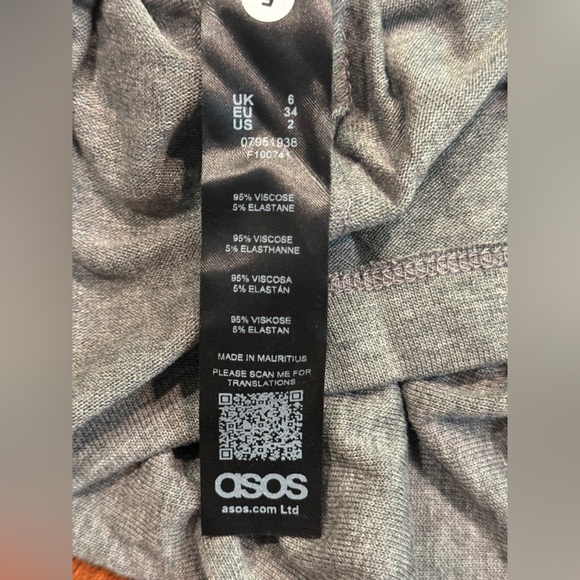 UK 6
EU 34
US 2
07951938
F100741
95% VISCOSE
5% ELASTANE
95% VISCOSE
5% ELASTHANNE
95% VISCOSA
5% ELASTÁN
95% VISKOSE
5% ELASTAN
MADE IN MAURITIUS
PLEASE SCAN ME FOR
TRANSLATIONS
asos
asos.com Ltd